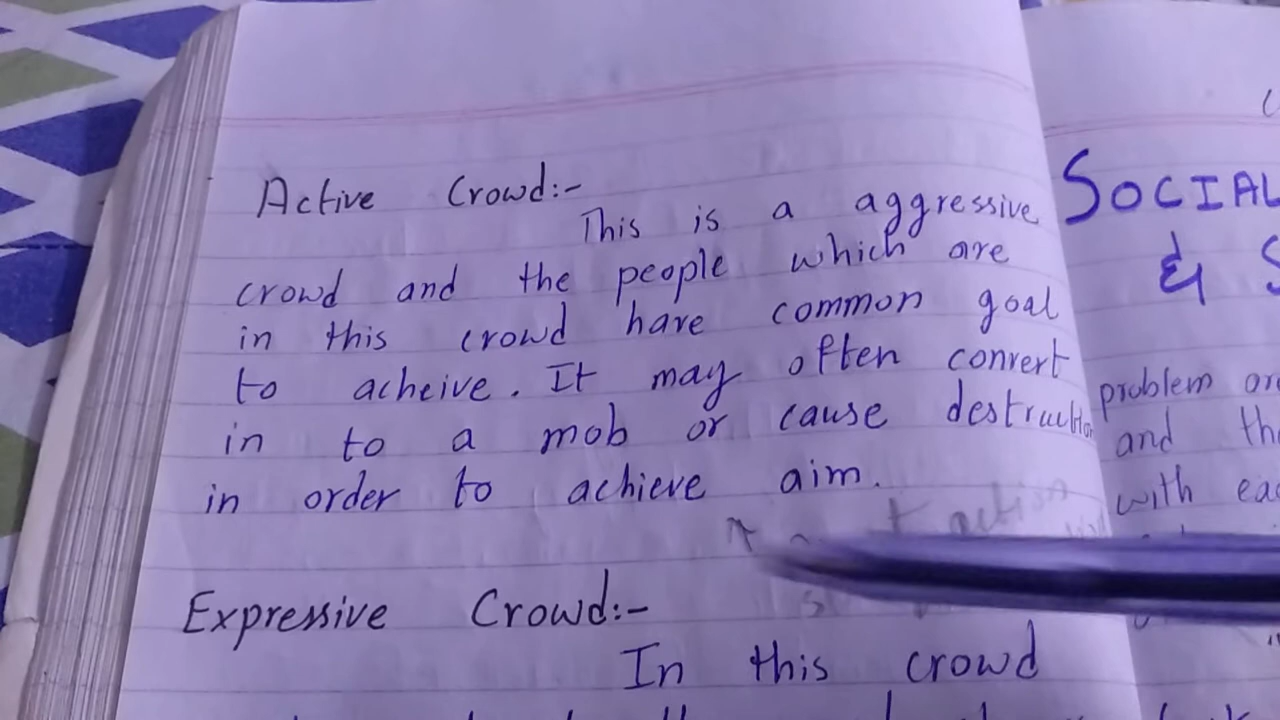 Active Crowd:-
This is a aggressive
crowd and the people which are
in this crowd have common goal
to acheive. It may often convert
in to a mob or cause destruction
in order to achieve aim.
action
Expressive Crowd:-
In this crowd
SOCIAL
& S
problem
and
with